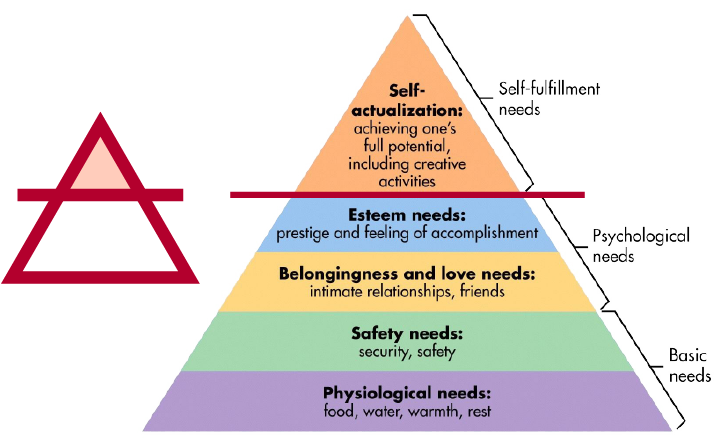 Self-
actualization:
achieving one's
full potential,
including creative
activities
Self-fulfillment
needs
Esteem needs:
prestige and feeling of accomplishment
Psychological
needs
Belongingness and love needs:
intimate relationships, friends
Safety needs:
security, safety
Basic
needs
Physiological needs:
food, water, warmth, rest